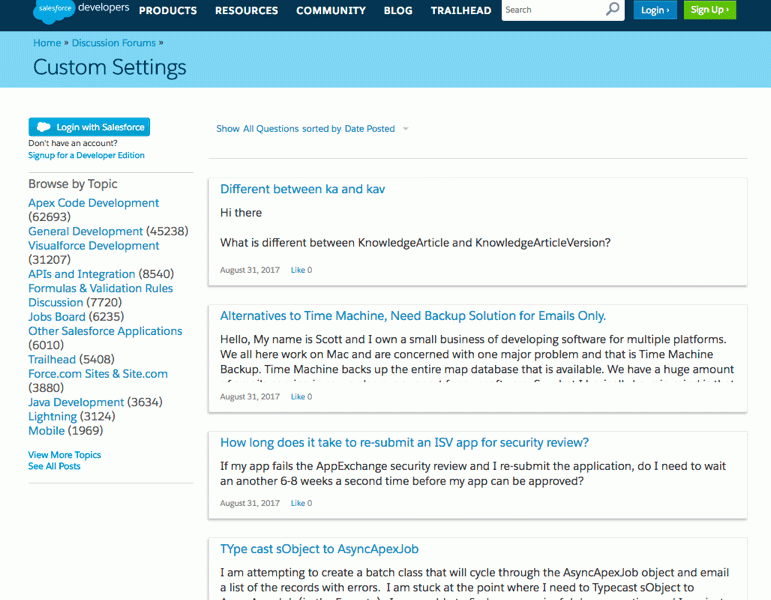 salesforce developers PRODUCTS RESOURCES COMMUNITY BLOG TRAILHEAD Search Login › Sign Up ›
Home » Discussion Forums »
Custom Settings
Login with Salesforce
Don't have an account?
Signup for a Developer Edition
Browse by Topic
Apex Code Development
(62693)
General Development (45238)
Visualforce Development
(31207)
APIs and Integration (8540)
Formulas & Validation Rules
Discussion (7720)
Jobs Board (6235)
Other Salesforce Applications
(6010)
Trailhead (5408)
Force.com Sites & Site.com
(3880)
Java Development (3634)
Lightning (3124)
Mobile (1969)
View More Topics
See All Posts
Show All Questions sorted by Date Posted
Different between ka and kav
Hi there
What is different between KnowledgeArticle and KnowledgeArticleVersion?
August 31, 2017 Like 0
Alternatives to Time Machine, Need Backup Solution for Emails Only.
Hello, My name is Scott and I own a small business of developing software for multiple platforms.
We all here work on Mac and are concerned with one major problem and that is Time Machine
Backup. Time Machine backs up the entire map database that is available. We have a huge amount
August 31, 2017 Like 0
How long does it take to re-submit an ISV app for security review?
If my app fails the AppExchange security review and I re-submit the application, do I need to wait
an another 6-8 weeks a second time before my app can be approved?
August 31, 2017 Like 0
TYpe cast sObject to AsyncApexJob
I am attempting to create a batch class that will cycle through the AsyncApexJob object and email
a list of the records with errors. I am stuck at the point where I need to Typecast sObject to